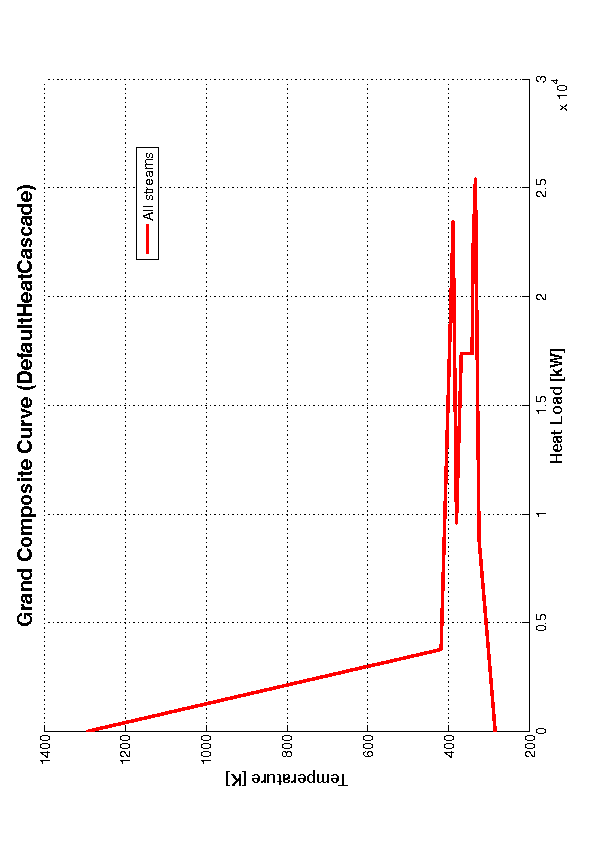 Grand Composite Curve (DefaultHeatCascade)
All streams
Temperature [K]
1400
1200
1000
800
600
400
200
0
0.5
1
1.5
2
2.5
3
x 10^4
Heat Load [kW]